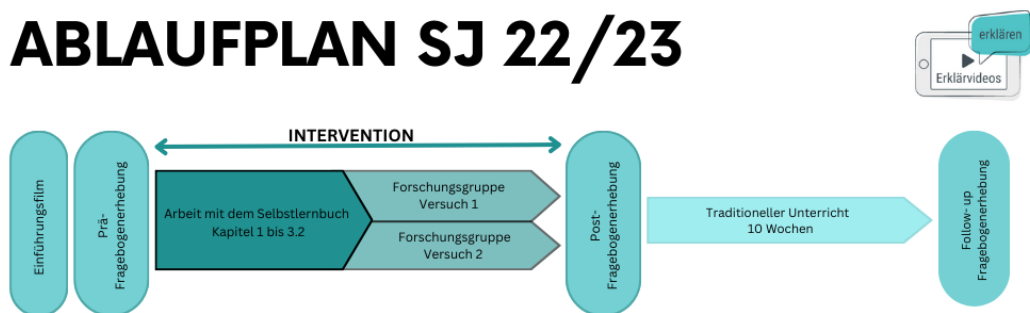 ABLAUFPLAN SJ 22/23
erklären
Erklärvideos
INTERVENTION
Einführungsfilm
Prä-
Fragebogenerhebung
Arbeit mit dem Selbstlernbuch
Kapitel 1 bis 3.2
Forschungsgruppe
Versuch 1
Forschungsgruppe
Versuch 2
Post-
Fragebogenerhebung
Traditioneller Unterricht
10 Wochen
Follow- up
Fragebogenerhebung